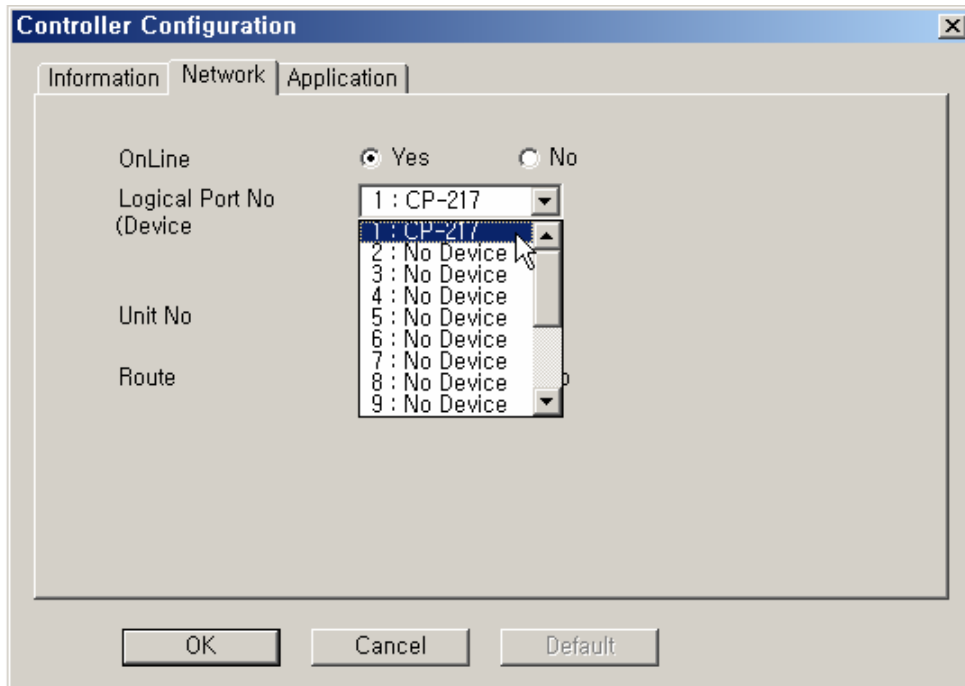 Controller Configuration
Information Network Application
OnLine Yes No
Logical Port No 1 : CP-217
(Device
1 : CP-217
2 : No Device
3 : No Device
4 : No Device
5 : No Device
Unit No
6 : No Device
7 : No Device
Route
8 : No Device
9 : No Device
OK Cancel Default